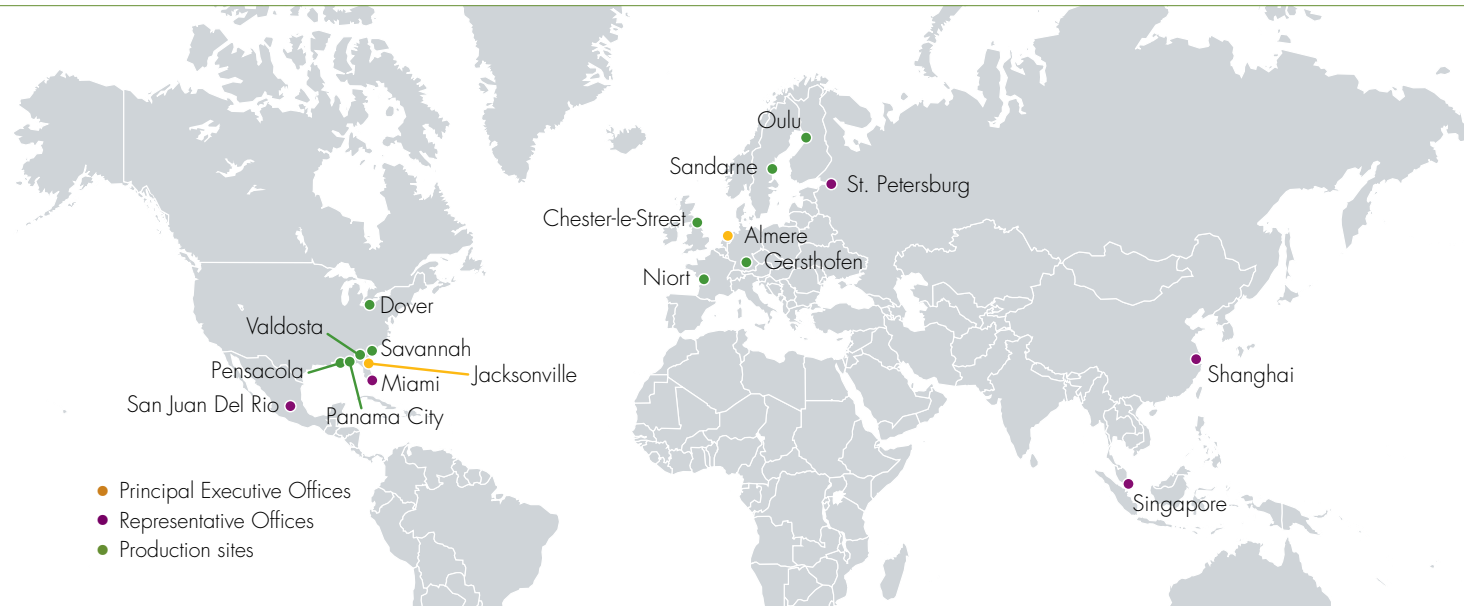 Oulu
Sandarne
St. Petersburg
Chester-le-Street
Almere
Gersthofen
Niort
Dover
Valdosta
Savannah
Pensacola
Jacksonville
Miami
Shanghai
San Juan Del Rio
Panama City
Principal Executive Offices
Singapore
Representative Offices
Production sites